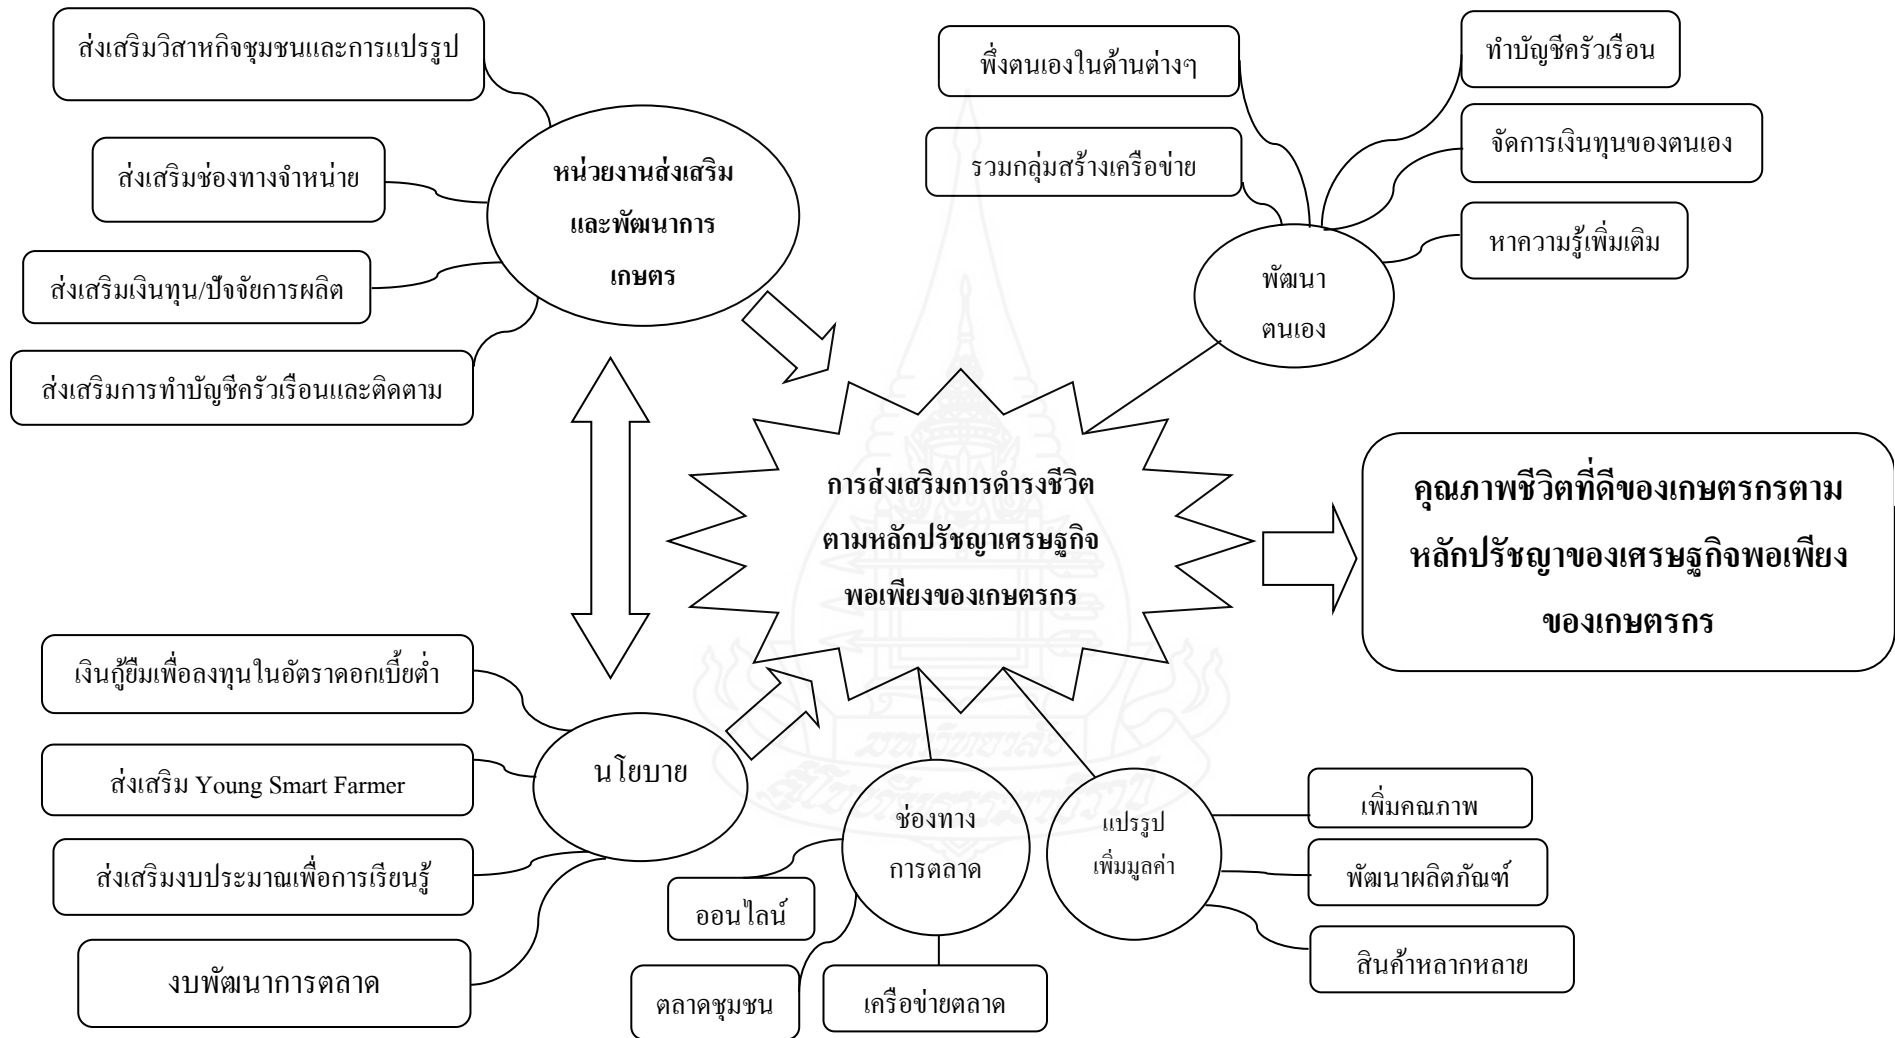 ส่งเสริมวิสาหกิจชุมชนและการแปรรูป
ส่งเสริมช่องทางจำหน่าย
ส่งเสริมเงินทุน/ปัจจัยการผลิต
ส่งเสริมการทำบัญชีครัวเรือนและติดตาม
หน่วยงานส่งเสริม
และพัฒนาการ
เกษตร
พึ่งตนเองในด้านต่างๆ
รวมกลุ่มสร้างเครือข่าย
ทำบัญชีครัวเรือน
จัดการเงินทุนของตนเอง
หาความรู้เพิ่มเติม
พัฒนา
ตนเอง
การส่งเสริมการดำรงชีวิต
ตามหลักปรัชญาเศรษฐกิจ
พอเพียงของเกษตรกร
คุณภาพชีวิตที่ดีของเกษตรกรตาม
หลักปรัชญาของเศรษฐกิจพอเพียง
ของเกษตรกร
เงินกู้ยืมเพื่อลงทุนในอัตราดอกเบี้ยต่ำ
ส่งเสริม Young Smart Farmer
ส่งเสริมงบประมาณเพื่อการเรียนรู้
งบพัฒนาการตลาด
นโยบาย
ช่องทาง
การตลาด
ออนไลน์
ตลาดชุมชน
เครือข่ายตลาด
แปรรูป
เพิ่มมูลค่า
เพิ่มคณภาพ
พัฒนาผลิตภัณฑ์
สินค้าหลากหลาย
มหาวิทยาลัย
สุโขทัยธรรมาธิราช